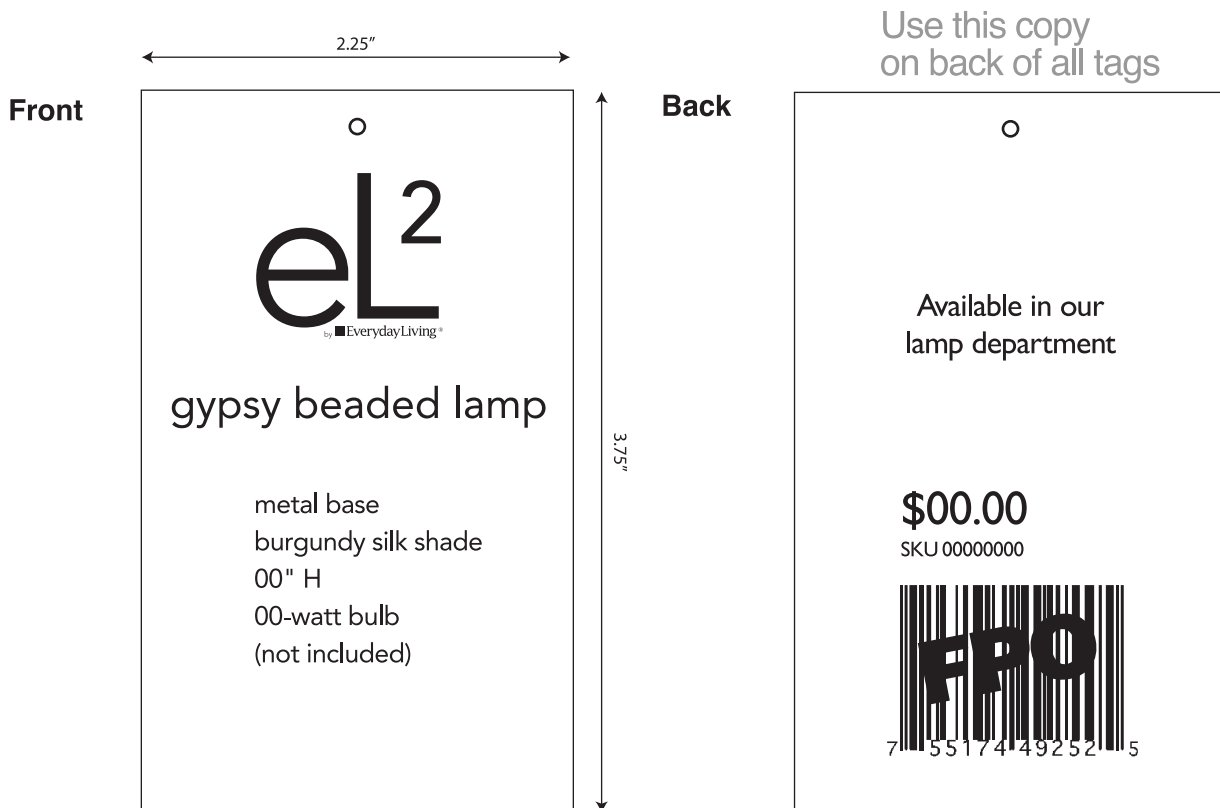 2.25”
Front
eL2
by EverydayLiving®
gypsy beaded lamp
metal base
burgundy silk shade
00" H
00-watt bulb
(not included)
3.75”
Use this copy
on back of all tags
Back
Available in our
lamp department
$00.00
SKU 00000000
FPO
7 55174 49252 5